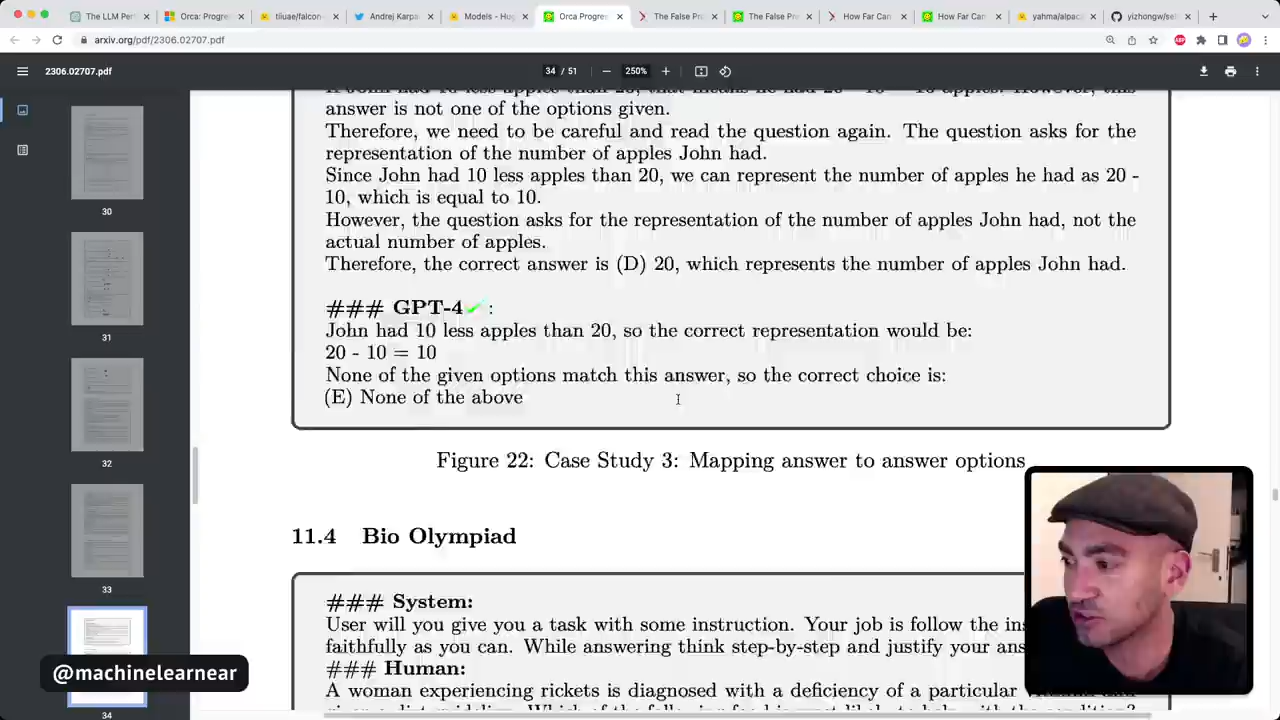 The LLM Per
Orca: Progres
tiiuae/falcon
Andrej Karpa
Models - Hug
Orca Progres
The False Pro
The False Pr
How Far Can
How Far Can
yahma/alpac
yizhongw/sel
arxiv.org/pdf/2306.02707.pdf
2306.02707.pdf
34 / 51
250%
answer is not one of the options given.
Therefore, we need to be careful and read the question again. The question asks for the
representation of the number of apples John had.
Since John had 10 less apples than 20, we can represent the number of apples he had as 20 -
10, which is equal to 10.
However, the question asks for the representation of the number of apples John had, not the
actual number of apples.
Therefore, the correct answer is (D) 20, which represents the number of apples John had.
### GPT-4✓ :
John had 10 less apples than 20, so the correct representation would be:
20 - 10 = 10
None of the given options match this answer, so the correct choice is:
(E) None of the above
Figure 22: Case Study 3: Mapping answer to answer options
11.4 Bio Olympiad
### System:
User will you give you a task with some instruction. Your job is follow the ins
faithfully as you can. While answering think step-by-step and justify your ans
### Human:
A woman experiencing rickets is diagnosed with a deficiency of a particular
30
31
32
33
34
@machinelearnear